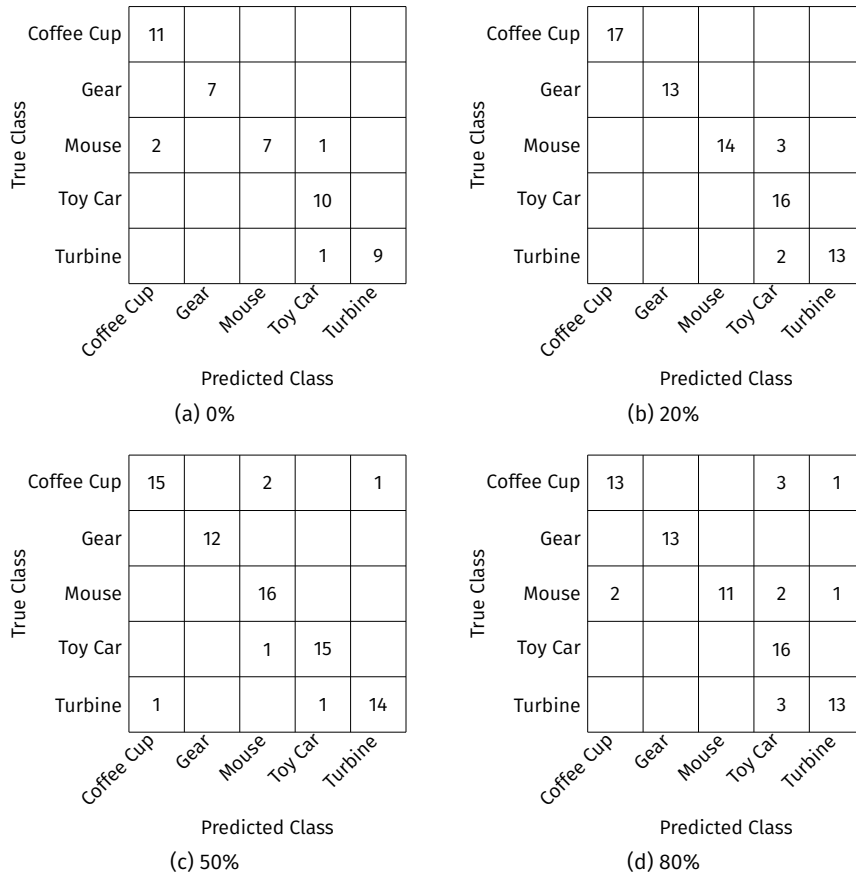 Coffee Cup 11
Gear 7
Mouse 2 7 1
Toy Car 10
Turbine 1 9
True Class
Coffee Cup Gear Mouse Toy Car Turbine
Predicted Class
(a) 0%
Coffee Cup 17
Gear 13
Mouse 14 3
Toy Car 16
Turbine 2 13
True Class
Coffee Cup Gear Mouse Toy Car Turbine
Predicted Class
(b) 20%
Coffee Cup 15 2 1
Gear 12
Mouse 16
Toy Car 1 15
Turbine 1 1 14
True Class
Coffee Cup Gear Mouse Toy Car Turbine
Predicted Class
(c) 50%
Coffee Cup 13 3 1
Gear 13
Mouse 2 11 2 1
Toy Car 16
Turbine 3 13
True Class
Coffee Cup Gear Mouse Toy Car Turbine
Predicted Class
(d) 80%